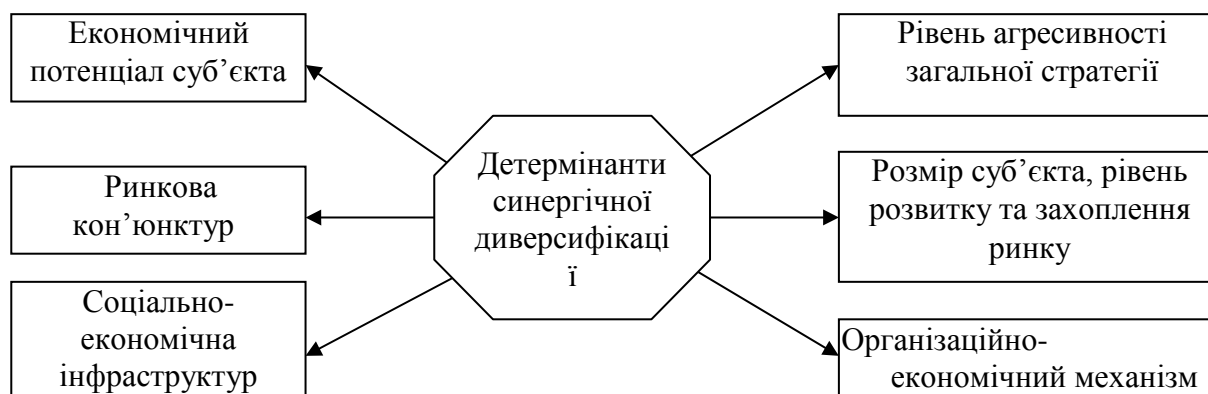 Економічний
потенціал суб’єкта
Ринкова
кон’юнктур
Соціально-
економічна
інфраструктур
Детермінанти
синергічної
диверсифікаці
ї
Рівень агресивності
загальної стратегії
Розмір суб’єкта, рівень
розвитку та захоплення
ринку
Організаційно-
економічний механізм